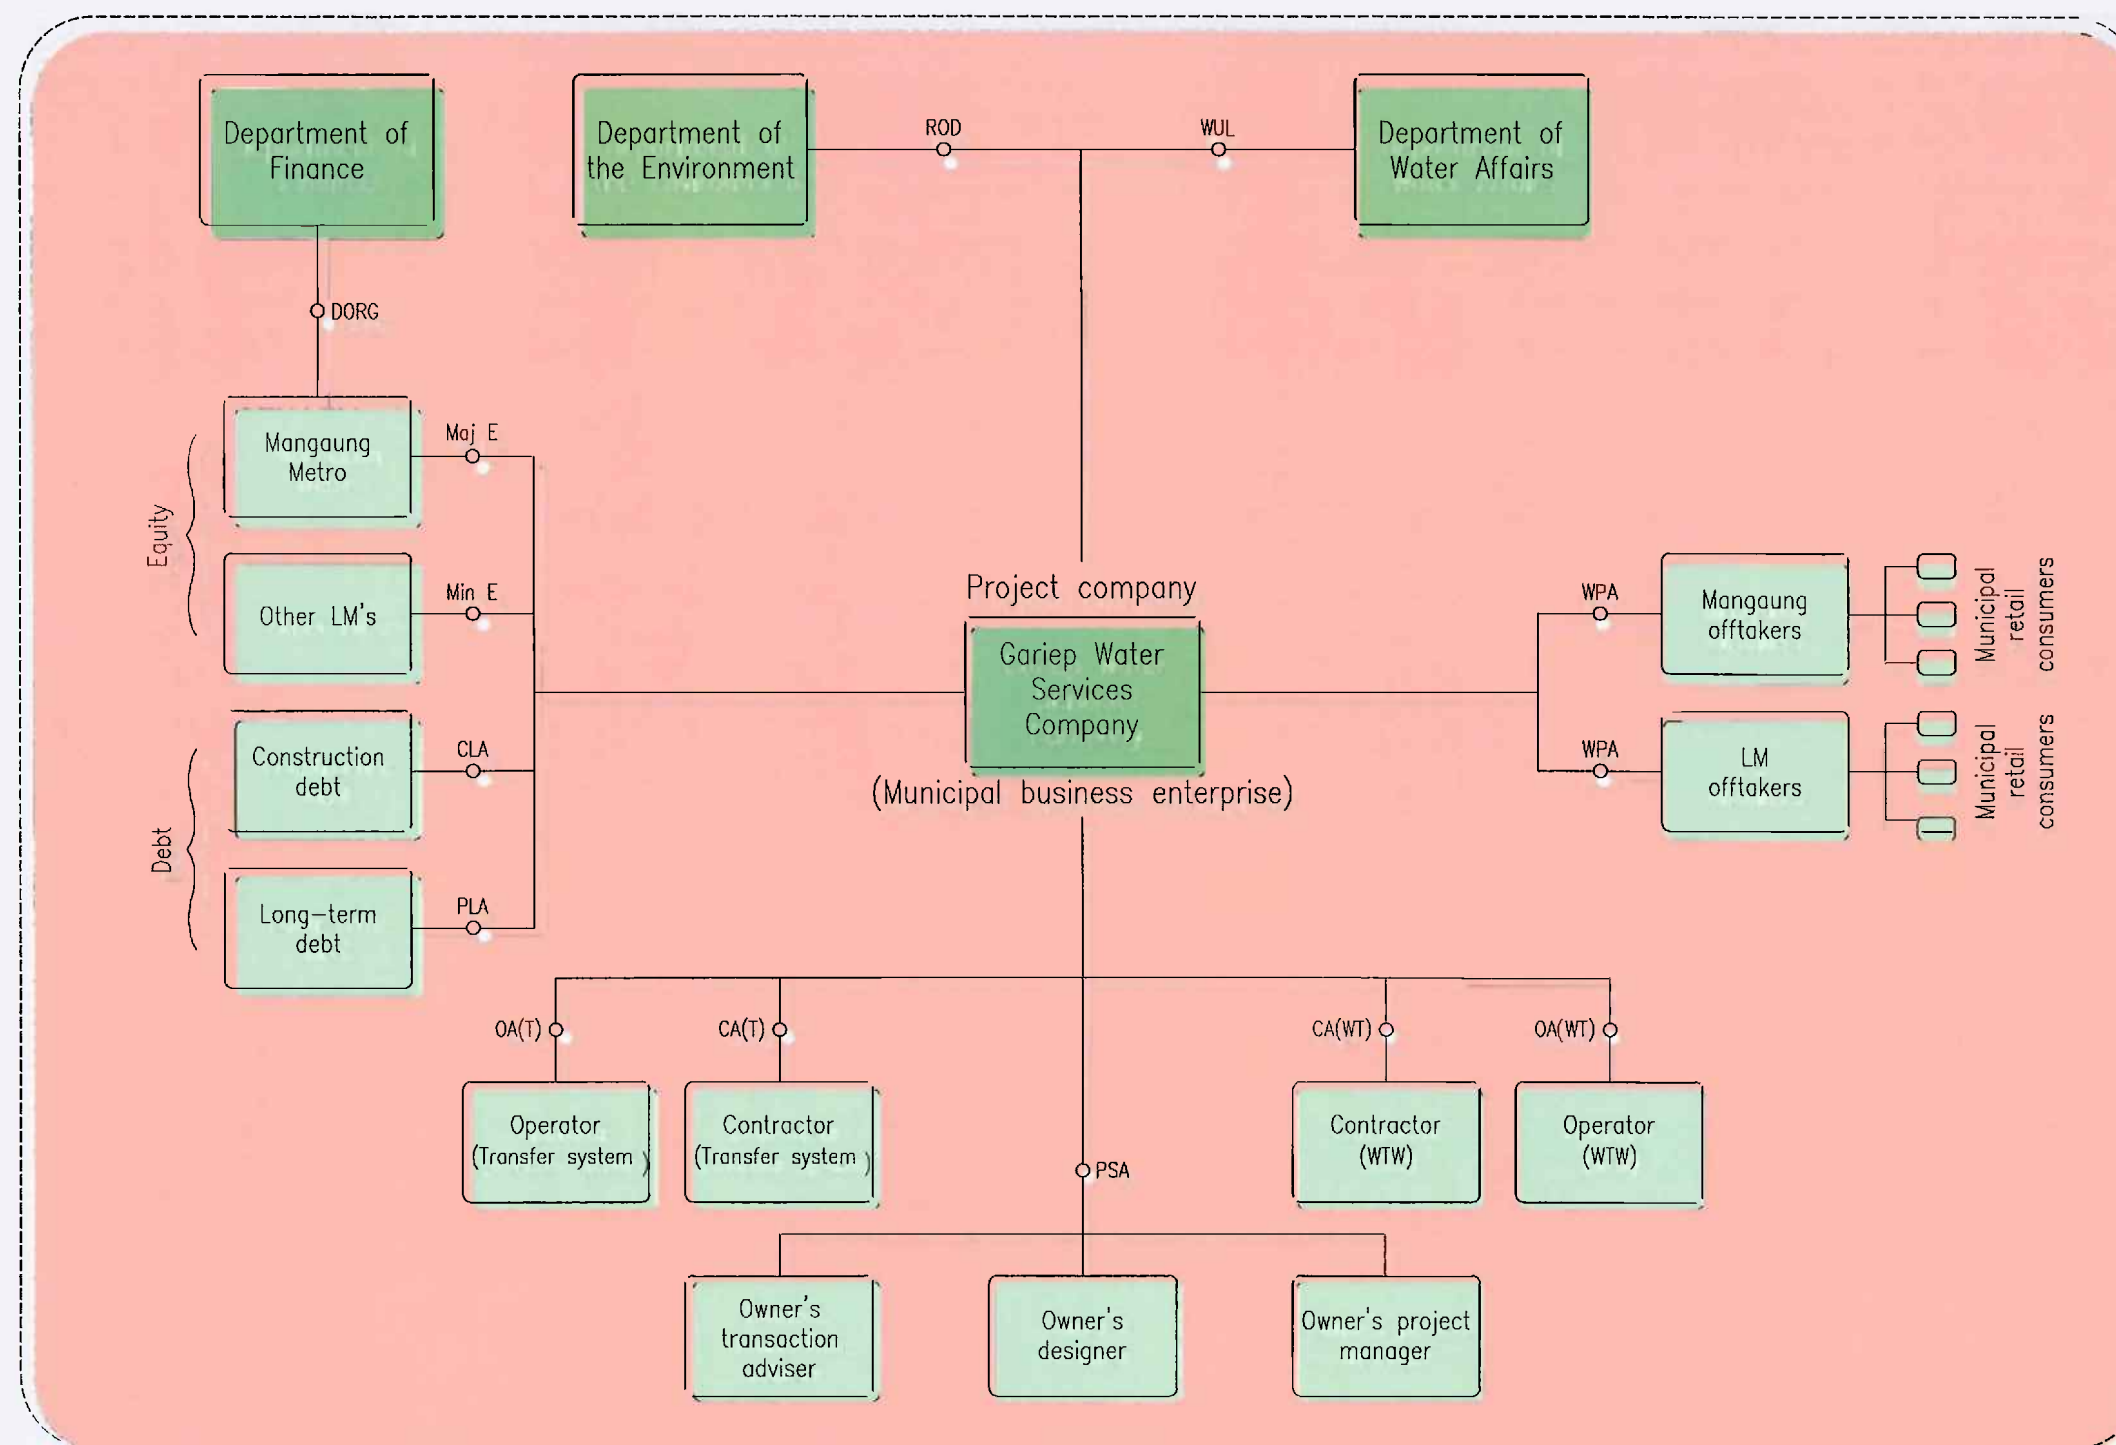 Department of
Finance
Department of
the Environment
ROD
WUL
Department of
Water Affairs
DORG
Equity
Mangaung
Metro
Maj E
Other LM's
Min E
Debt
Construction
debt
CLA
Long-term
debt
PLA
Project company
Gariep Water
Services
Company
(Municipal business enterprise)
WPA
Mangaung
offtakers
Municipal
retail
consumers
WPA
LM
offtakers
Municipal
retail
consumers
OA(T)
CA(T)
CA(WT)
OA(WT)
Operator
(Transfer system)
Contractor
(Transfer system)
Contractor
(WTW)
Operator
(WTW)
PSA
Owner's
transaction
adviser
Owner's
designer
Owner's project
manager